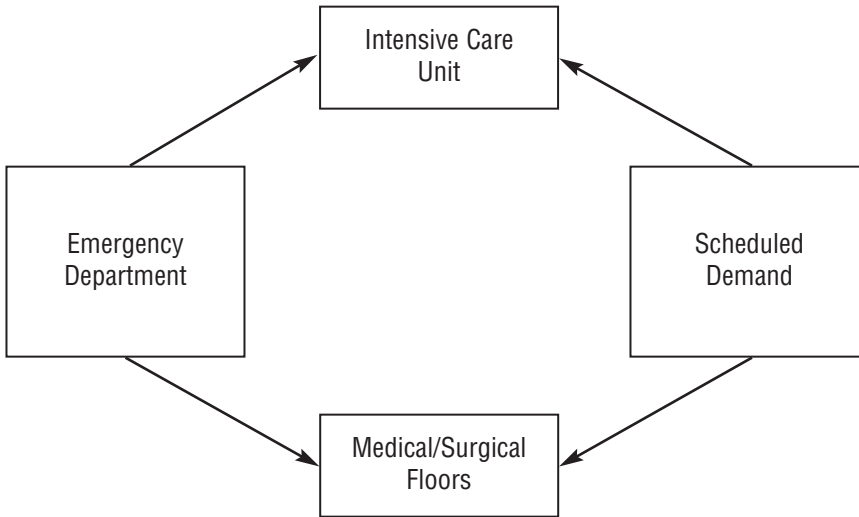 Intensive Care
Unit
Emergency
Department
Scheduled
Demand
Medical/Surgical
Floors